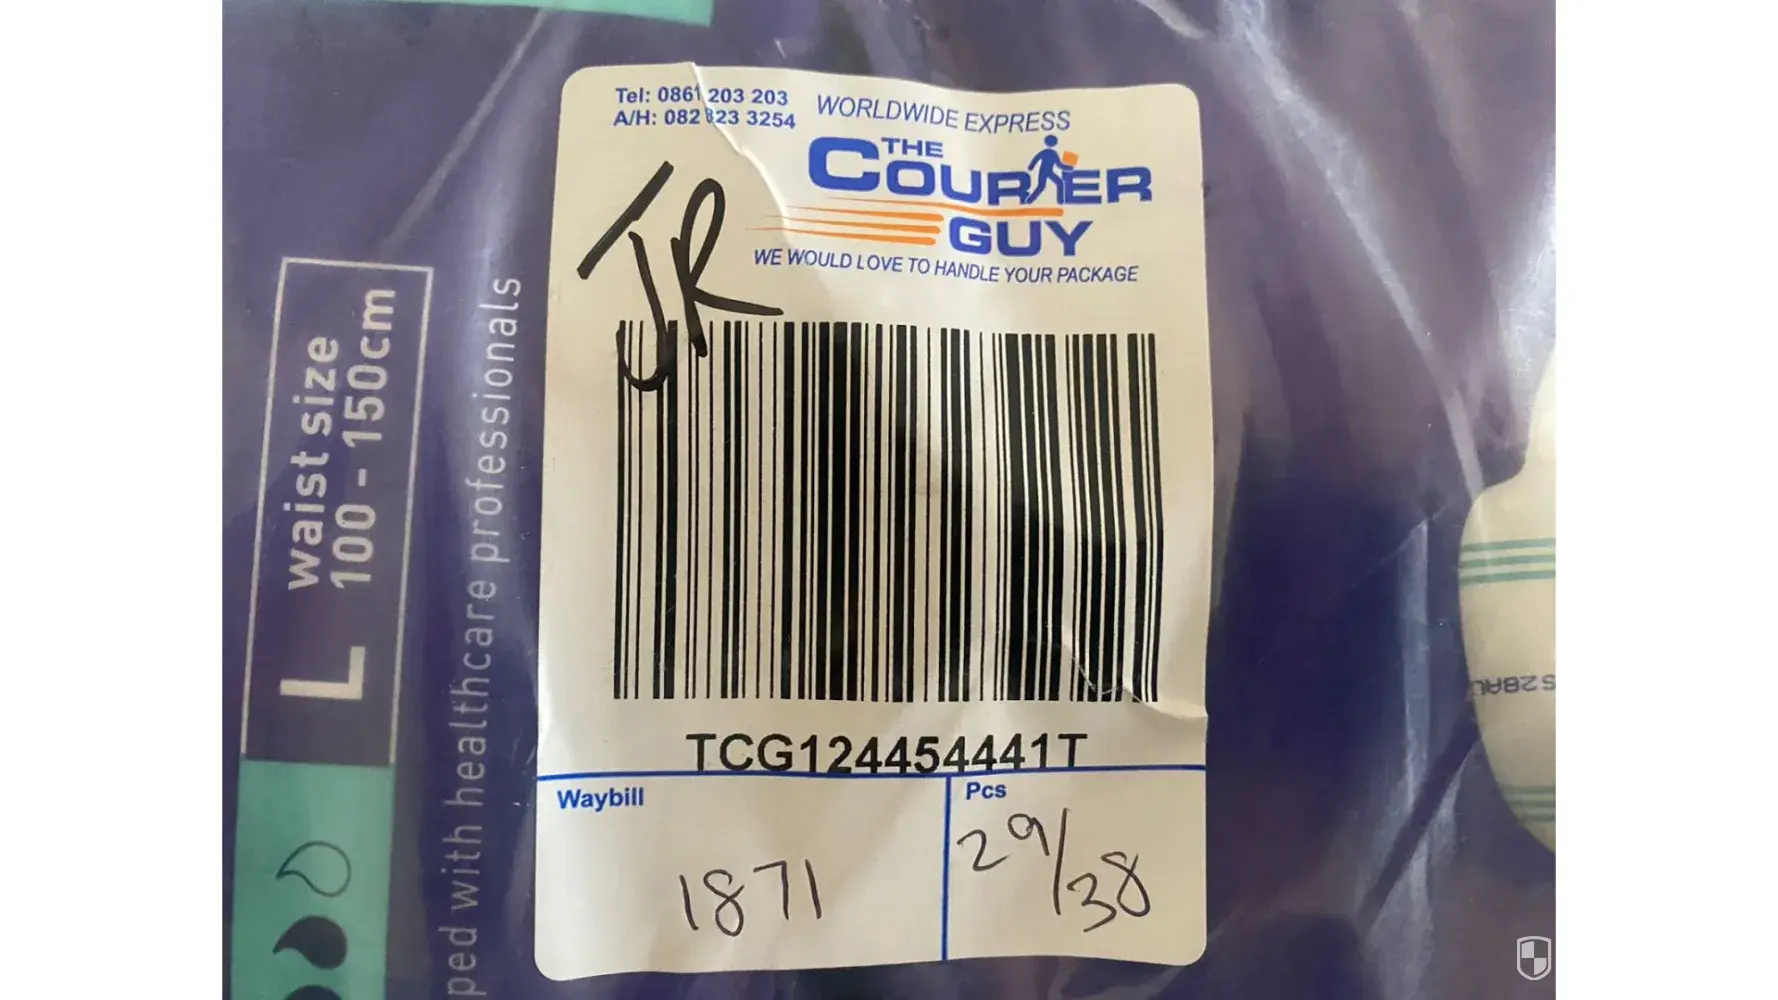 Tel: 0861 203 203
A/H: 082 823 3254
WORLDWIDE EXPRESS
THE
COURIER
GUY
WE WOULD LOVE TO HANDLE YOUR PACKAGE
JR
TCG124454441T
Waybill
1871
Pcs
29/38
L
waist size
100 - 150cm
ped with healthcare professionals